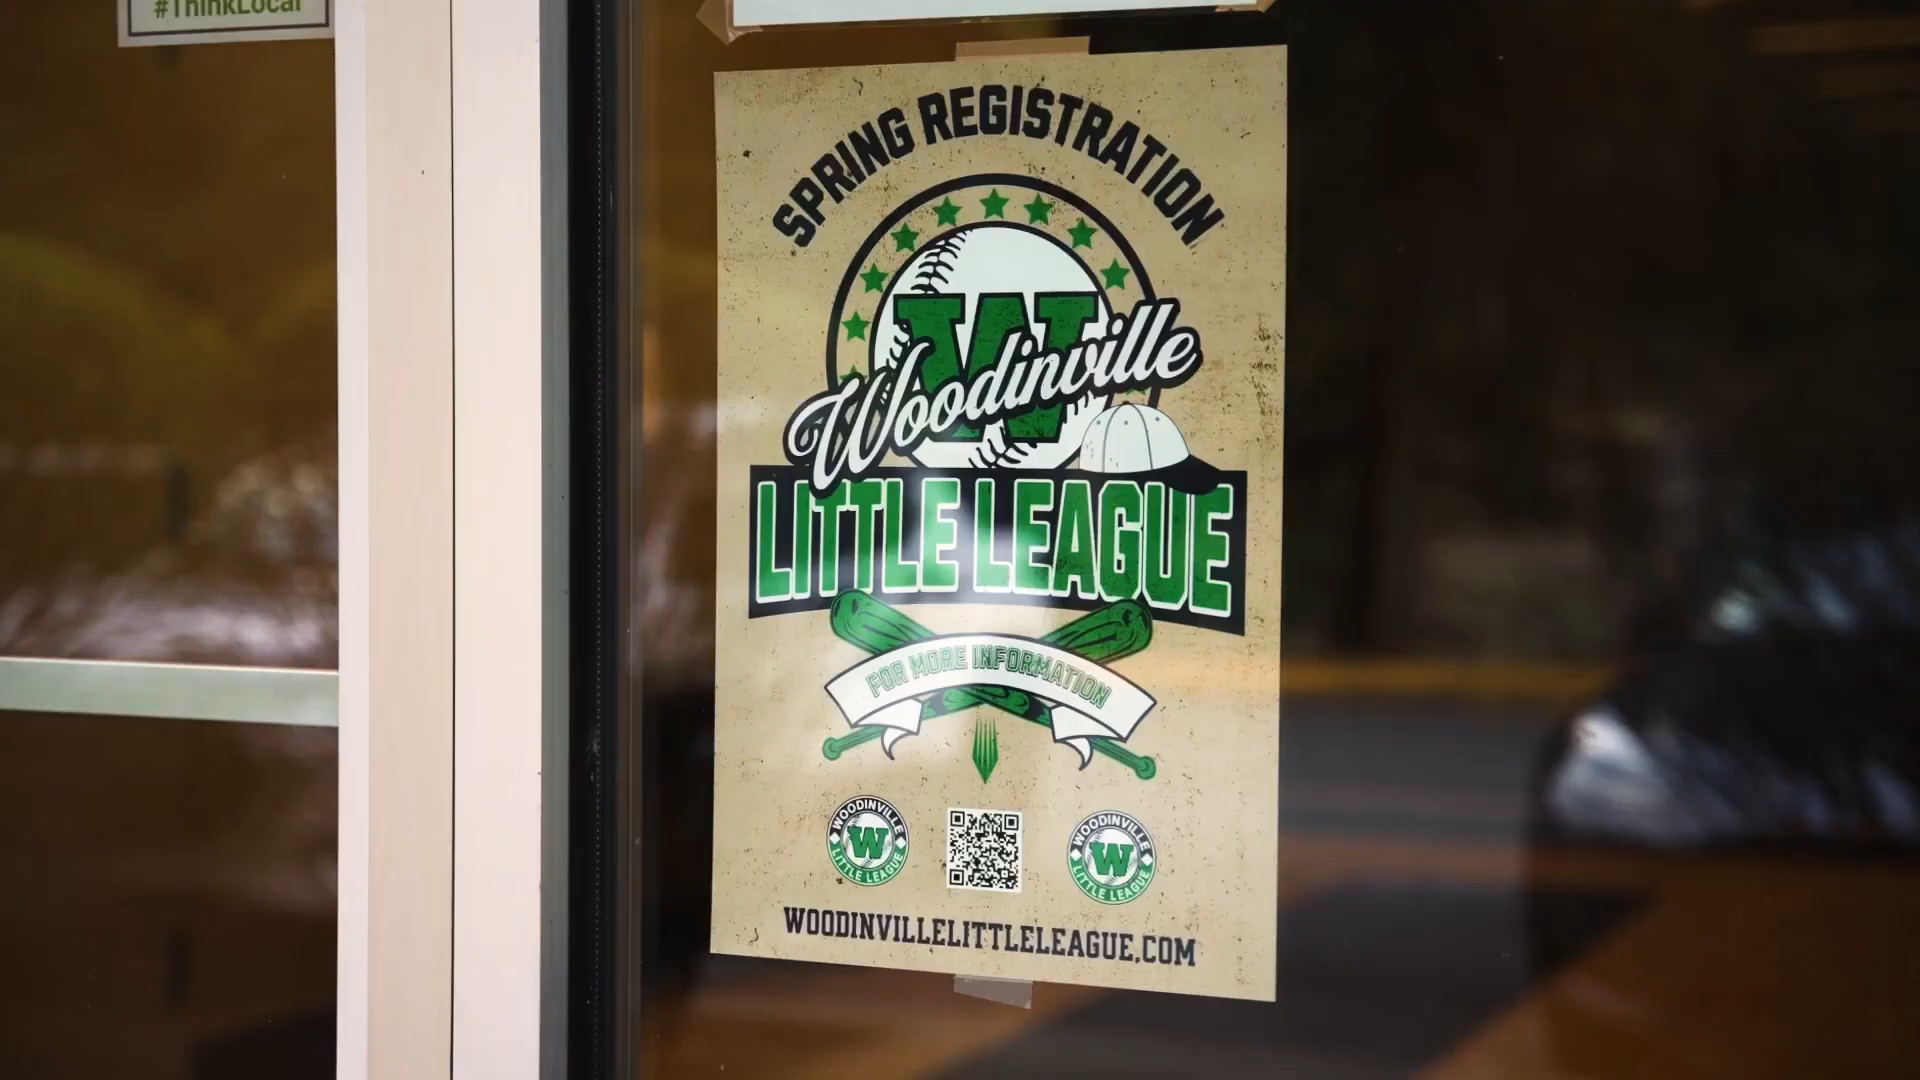 #ThinkLocal
SPRING REGISTRATION
W
Woodinville
LITTLE LEAGUE
FOR MORE INFORMATION
WOODINVILLE
W
LITTLE LEAGUE
WOODINVILLE
W
LITTLE LEAGUE
WOODINVILLELITTLELEAGUE.COM